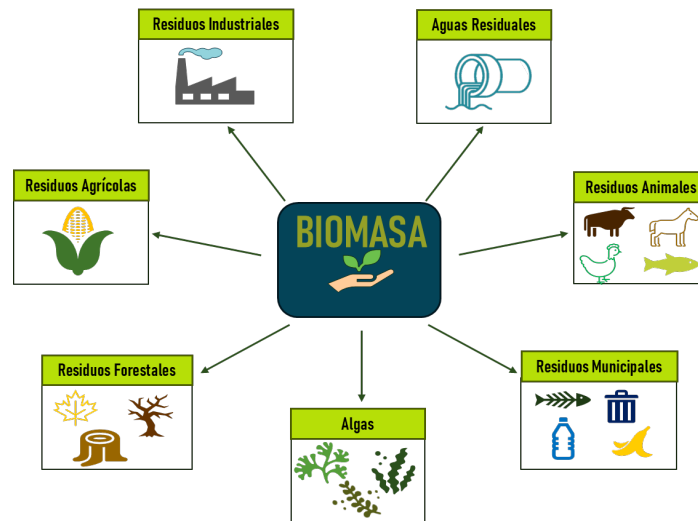 Residuos Industriales
Aguas Residuales
Residuos Agrícolas
Residuos Animales
BIOMASA
Residuos Forestales
Residuos Municipales
Algas